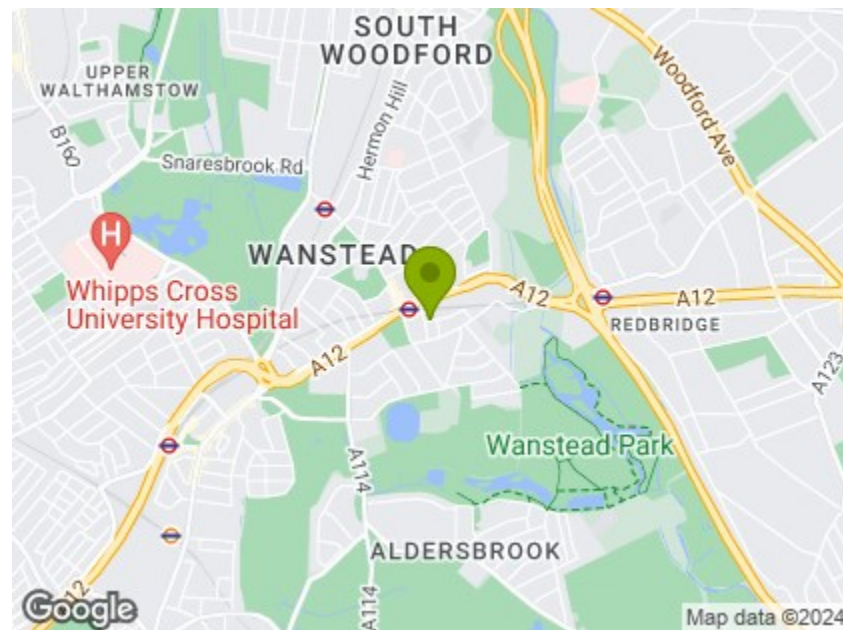 SOUTH
WOODFORD
UPPER
WALTHAMSTOW
Woodford Ave
B160
Hermon Hill
Snaresbrook Rd
H
WANSTEAD
Whipps Cross
University Hospital
A12
A12
REDBRIDGE
A12
A123
Wanstead Park
A114
ALDERSBROOK
A12
A114
Google
Map data ©2024